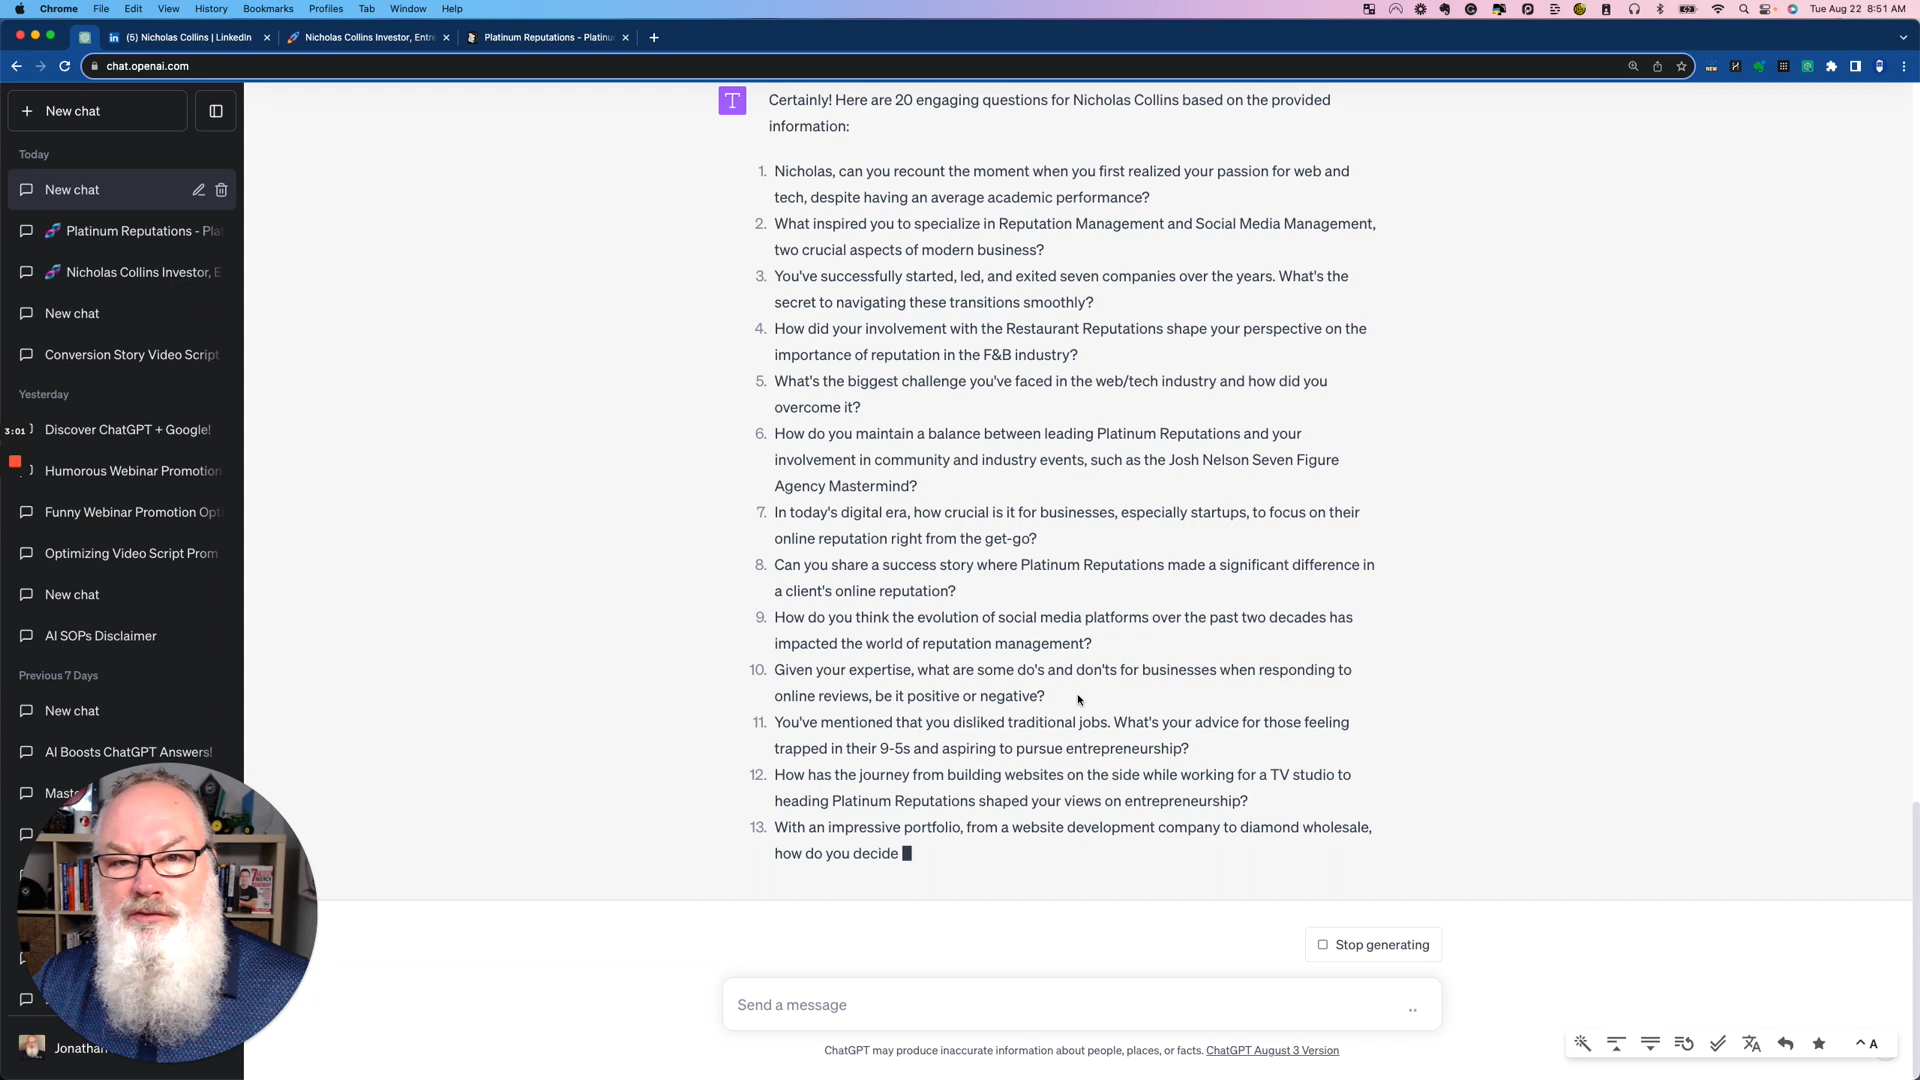 Chrome File Edit View History Bookmarks Profiles Tab Window Help Tue Aug 22 8:51 AM
(5) Nicholas Collins | LinkedIn
Nicholas Collins Investor, Entre
Platinum Reputations - Platinu
chat.openai.com
NEW
New chat
Today
New chat
Platinum Reputations - Pla
Nicholas Collins Investor, E
New chat
Conversion Story Video Script
Yesterday
3:01
Discover ChatGPT + Google!
Humorous Webinar Promotion
Funny Webinar Promotion Opt
Optimizing Video Script Prom
New chat
AI SOPs Disclaimer
Previous 7 Days
New chat
AI Boosts ChatGPT Answers!
Maste
Jonathan
T
Certainly! Here are 20 engaging questions for Nicholas Collins based on the provided
information:
1. Nicholas, can you recount the moment when you first realized your passion for web and
tech, despite having an average academic performance?
2. What inspired you to specialize in Reputation Management and Social Media Management,
two crucial aspects of modern business?
3. You've successfully started, led, and exited seven companies over the years. What's the
secret to navigating these transitions smoothly?
4. How did your involvement with the Restaurant Reputations shape your perspective on the
importance of reputation in the F&B industry?
5. What's the biggest challenge you've faced in the web/tech industry and how did you
overcome it?
6. How do you maintain a balance between leading Platinum Reputations and your
involvement in community and industry events, such as the Josh Nelson Seven Figure
Agency Mastermind?
7. In today's digital era, how crucial is it for businesses, especially startups, to focus on their
online reputation right from the get-go?
8. Can you share a success story where Platinum Reputations made a significant difference in
a client's online reputation?
9. How do you think the evolution of social media platforms over the past two decades has
impacted the world of reputation management?
10. Given your expertise, what are some do's and don'ts for businesses when responding to
online reviews, be it positive or negative?
11. You've mentioned that you disliked traditional jobs. What's your advice for those feeling
trapped in their 9-5s and aspiring to pursue entrepreneurship?
12. How has the journey from building websites on the side while working for a TV studio to
heading Platinum Reputations shaped your views on entrepreneurship?
13. With an impressive portfolio, from a website development company to diamond wholesale,
how do you decide
Stop generating
Send a message
ChatGPT may produce inaccurate information about people, places, or facts. ChatGPT August 3 Version
A